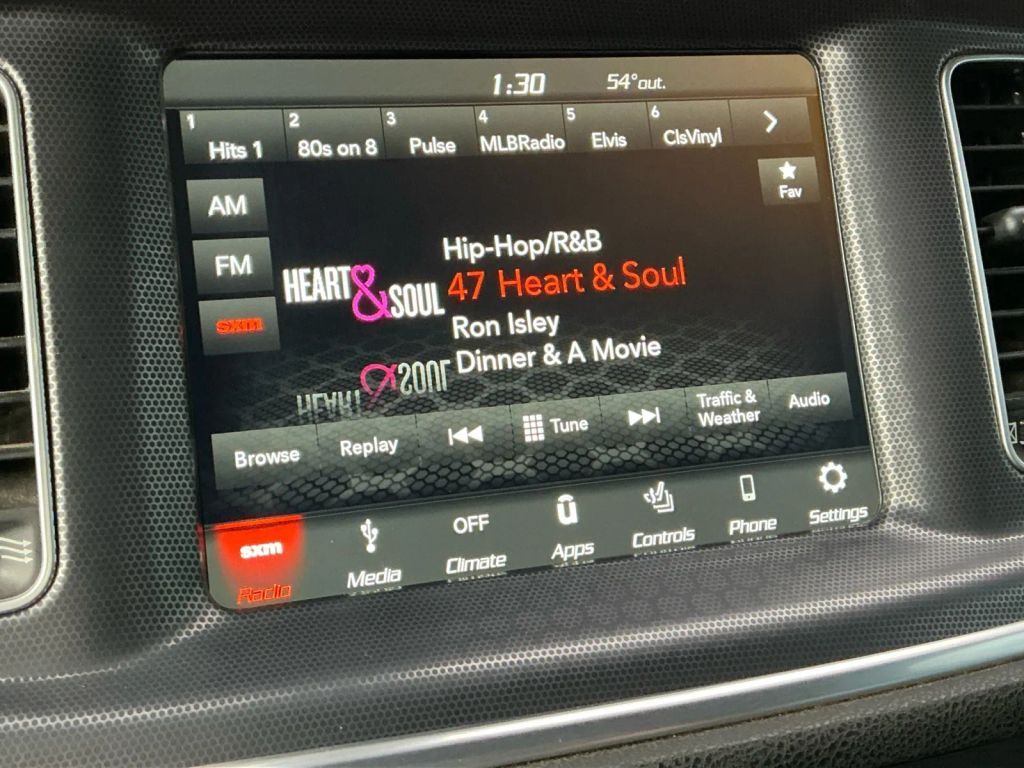 1:30 54°out.
1 Hits 1 2 80s on 8 3 Pulse 4 MLBRadio 5 Elvis 6 ClsVinyl
Fav
AM
FM
sxm
HEART&SOUL
Hip-Hop/R&B
47 Heart & Soul
Ron Isley
Dinner & A Movie
HEART&SOUL
Browse Replay Tune Traffic & Weather Audio
sxm Radio Media OFF Climate Apps Controls Phone Settings